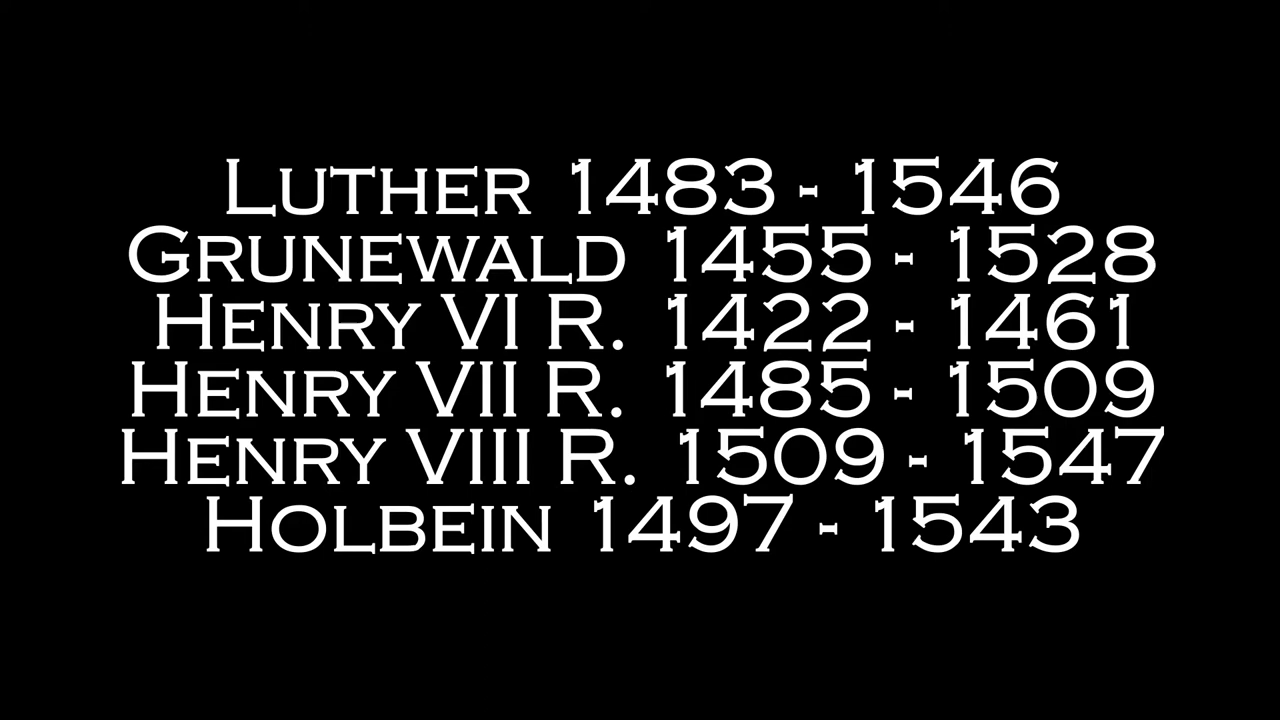 Luther 1483 - 1546
Grunewald 1455 - 1528
Henry VI R. 1422 - 1461
Henry VII R. 1485 - 1509
Henry VIII R. 1509 - 1547
Holbein 1497 - 1543